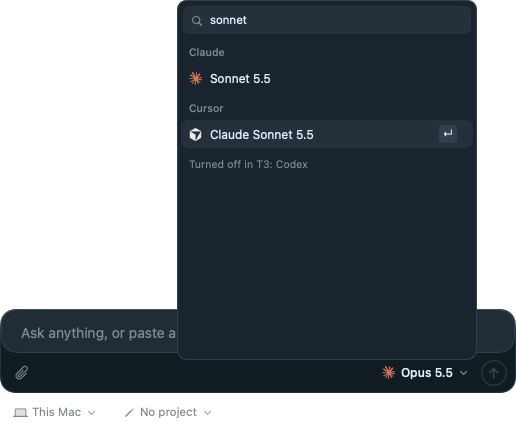 sonnet
Claude
Sonnet 5.5
Cursor
Claude Sonnet 5.5
Turned off in T3: Codex
Ask anything, or paste a
Opus 5.5
This Mac
No project